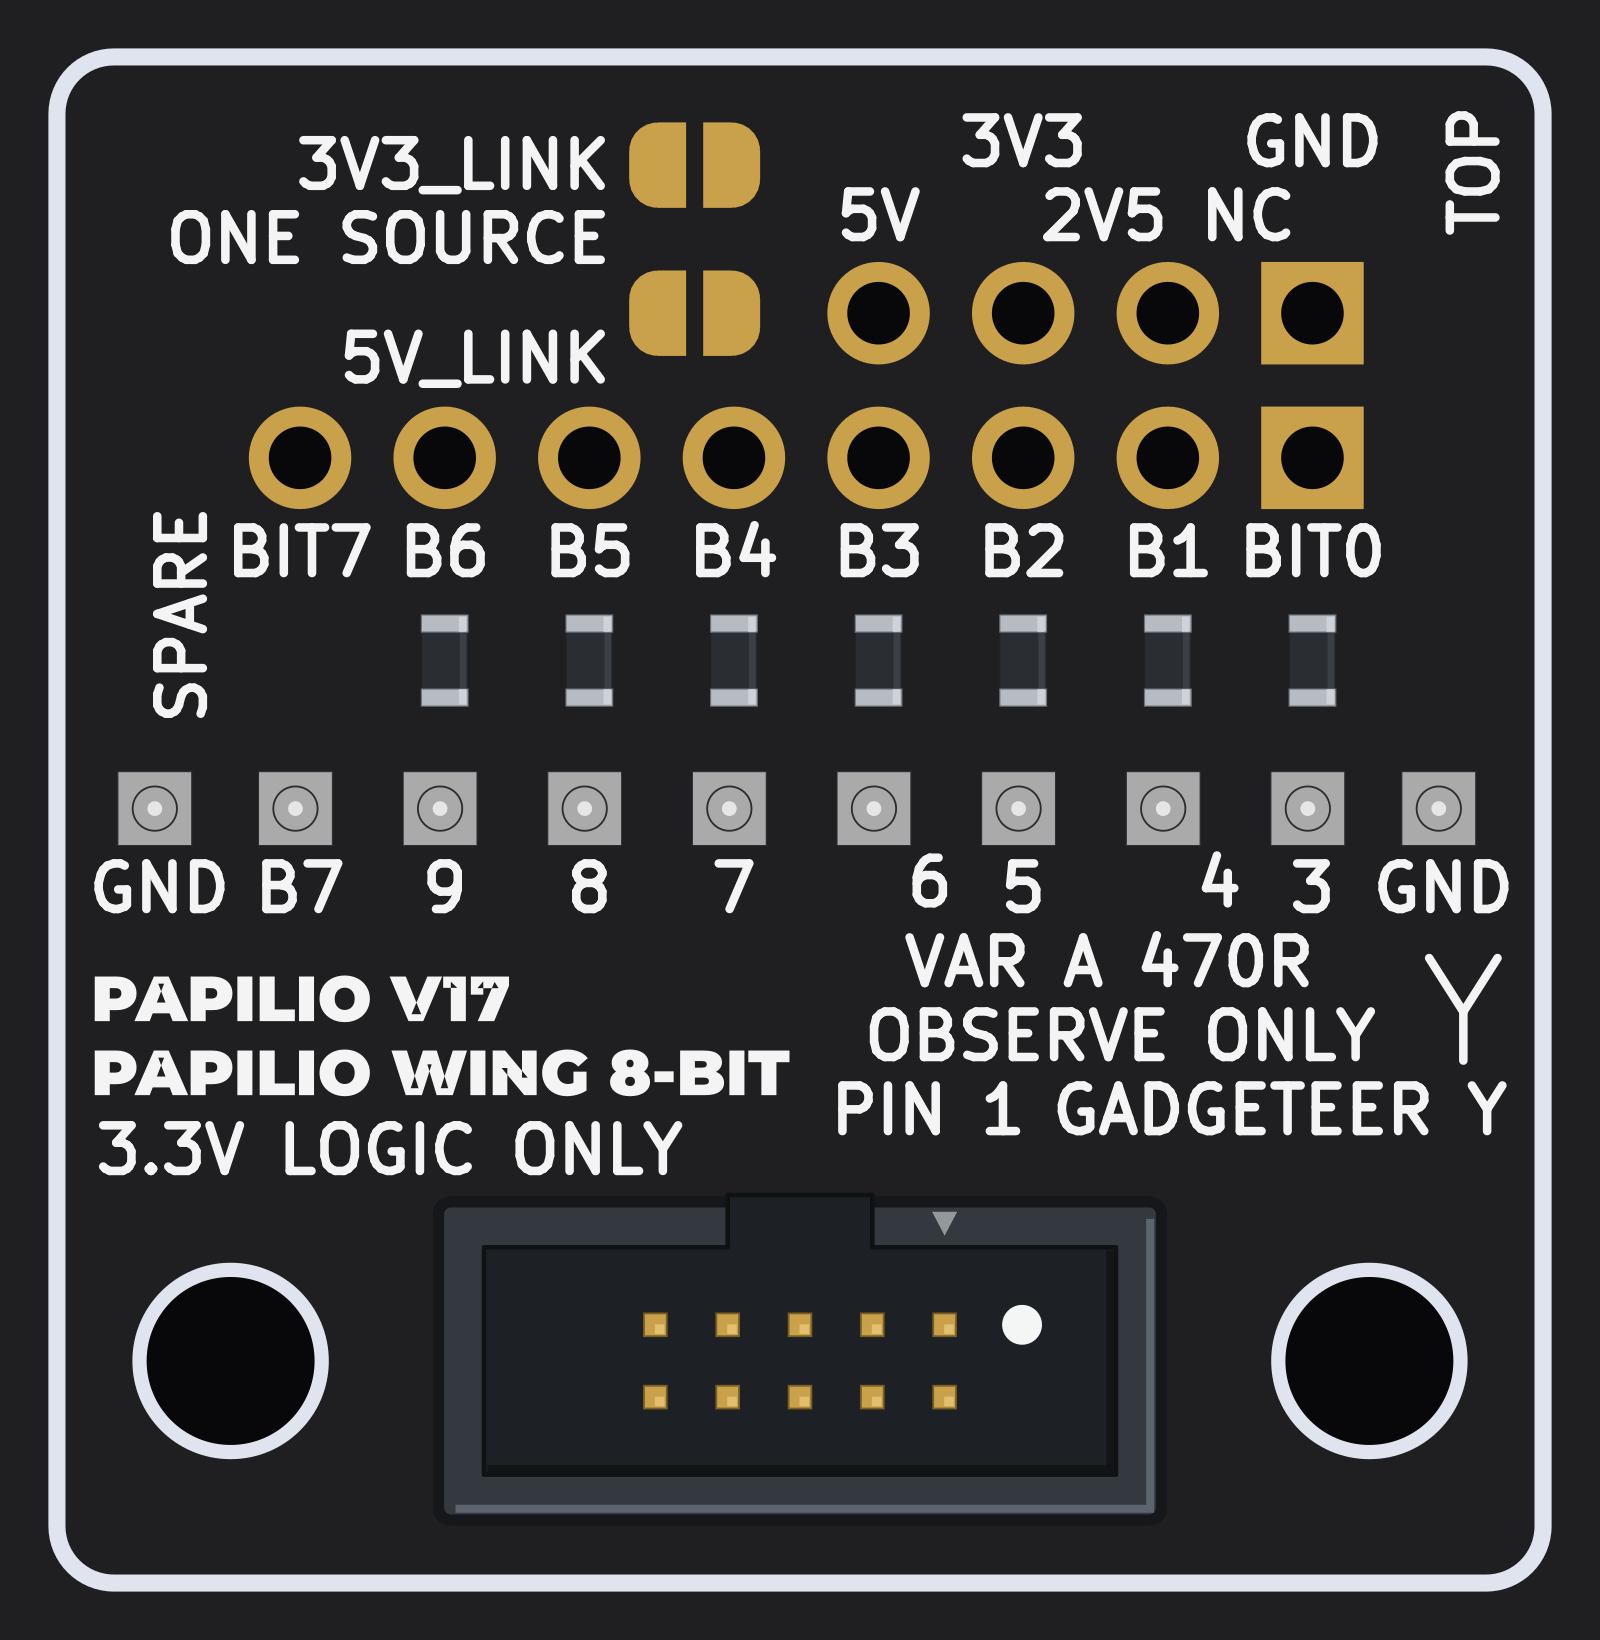 3V3_LINK
ONE SOURCE
5V_LINK
3V3 GND
5V 2V5 NC
TOP
BIT7 B6 B5 B4 B3 B2 B1 BIT0
SPARE
GND B7 9 8 7 6 5 4 3 GND
PAPILIO V17
PAPILIO WING 8-BIT
3.3V LOGIC ONLY
VAR A 470R
OBSERVE ONLY
PIN 1 GADGETEER Y
Y